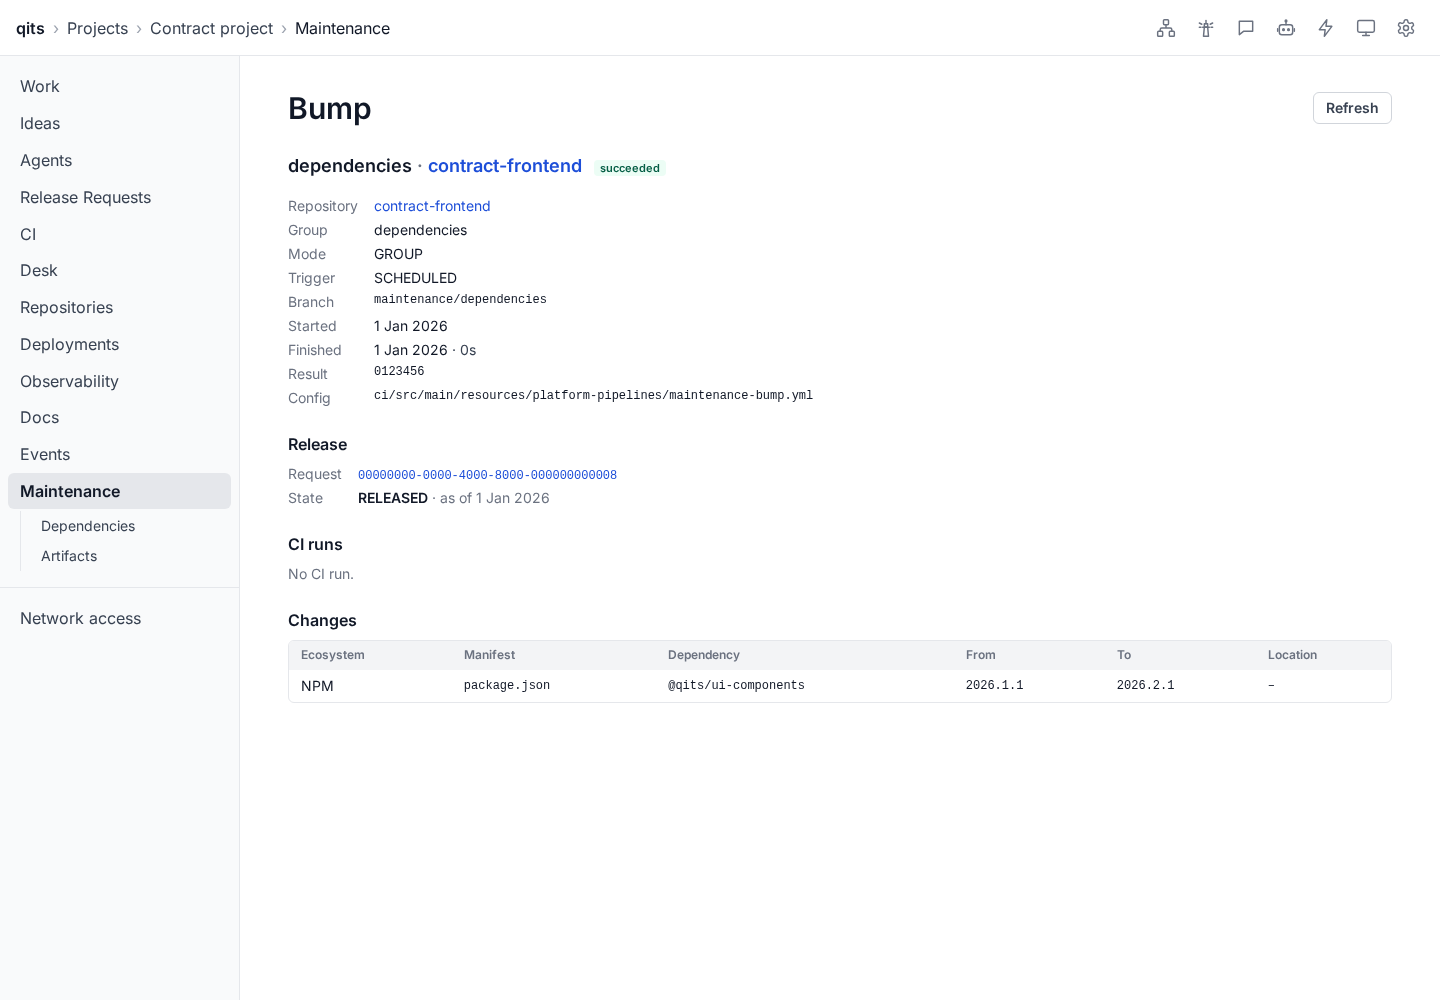 qits › Projects › Contract project › Maintenance
Work
Ideas
Agents
Release Requests
CI
Desk
Repositories
Deployments
Observability
Docs
Events
Maintenance
Dependencies
Artifacts
Network access
Bump
Refresh
dependencies · contract-frontend succeeded
Repository contract-frontend
Group dependencies
Mode GROUP
Trigger SCHEDULED
Branch maintenance/dependencies
Started 1 Jan 2026
Finished 1 Jan 2026 · 0s
Result 0123456
Config ci/src/main/resources/platform-pipelines/maintenance-bump.yml
Release
Request 00000000-0000-4000-8000-000000000008
State RELEASED · as of 1 Jan 2026
CI runs
No CI run.
Changes
Ecosystem Manifest Dependency From To Location
NPM package.json @qits/ui-components 2026.1.1 2026.2.1 –